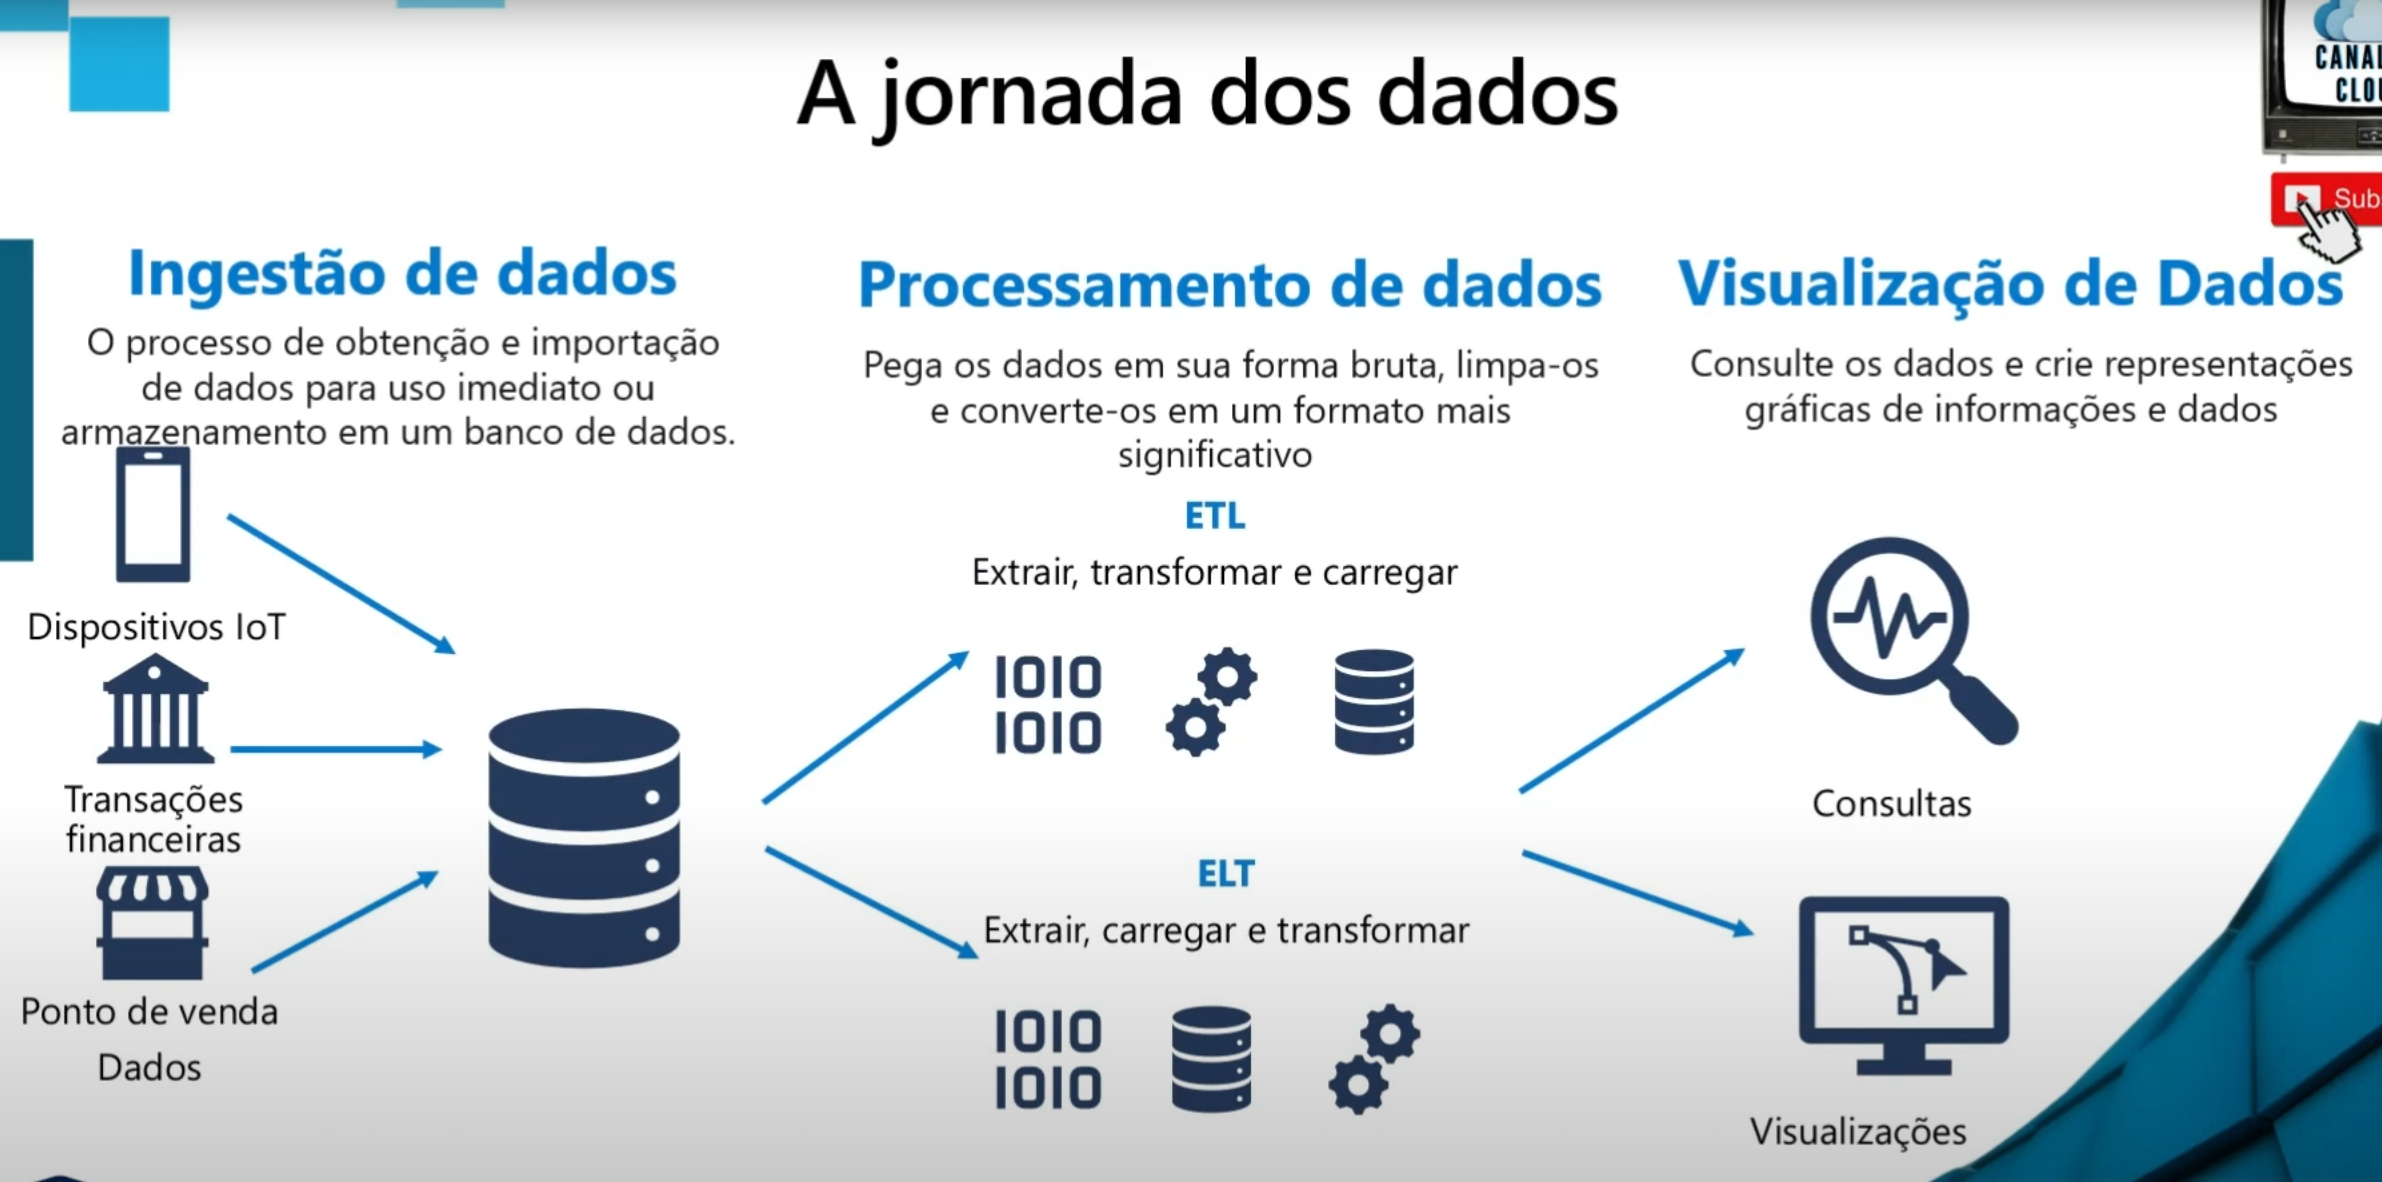 A jornada dos dados
CANAL
Ingestão de dados
O processo de obtenção e importação
de dados para uso imediato ou
armazenamento em um banco de dados.
Dispositivos IoT
Transações
financeiras
Ponto de venda
Dados
Processamento de dados
Pega os dados em sua forma bruta, limpa-os
e converte-os em um formato mais
significativo
ETL
Extrair, transformar e carregar
1010
1010
ELT
Extrair, carregar e transformar
1010
1010
Visualização de Dados
Consulte os dados e crie representações
gráficas de informações e dados
Consultas
Visualizações